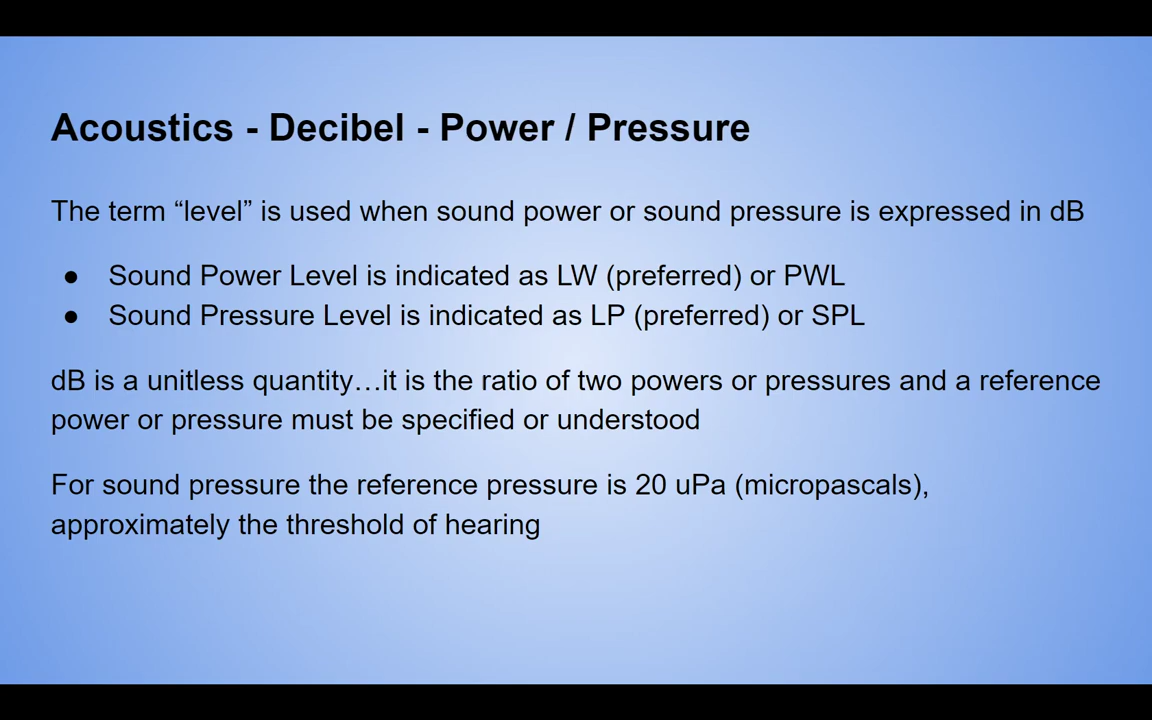 Acoustics - Decibel - Power / Pressure
The term “level” is used when sound power or sound pressure is expressed in dB
● Sound Power Level is indicated as LW (preferred) or PWL
● Sound Pressure Level is indicated as LP (preferred) or SPL
dB is a unitless quantity…it is the ratio of two powers or pressures and a reference
power or pressure must be specified or understood
For sound pressure the reference pressure is 20 uPa (micropascals),
approximately the threshold of hearing